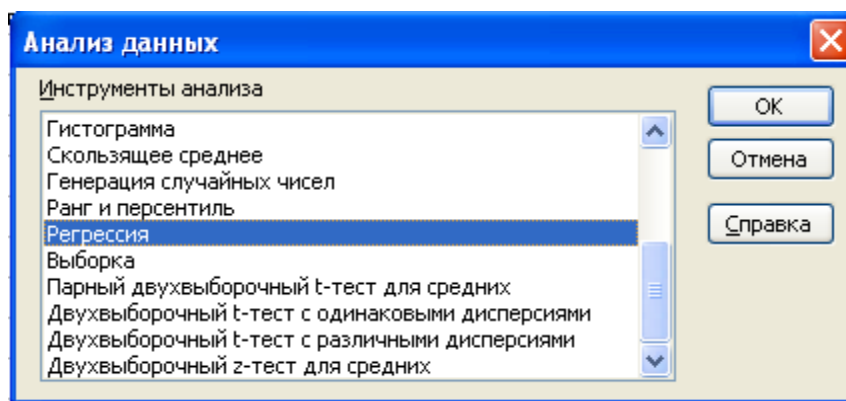 Анализ данных
Инструменты анализа
Гистограмма
Скользящее среднее
Генерация случайных чисел
Ранг и персентиль
Регрессия
Выборка
Парный двухвыборочный t-тест для средних
Двухвыборочный t-тест с одинаковыми дисперсиями
Двухвыборочный t-тест с различными дисперсиями
Двухвыборочный z-тест для средних
ОК
Отмена
Справка